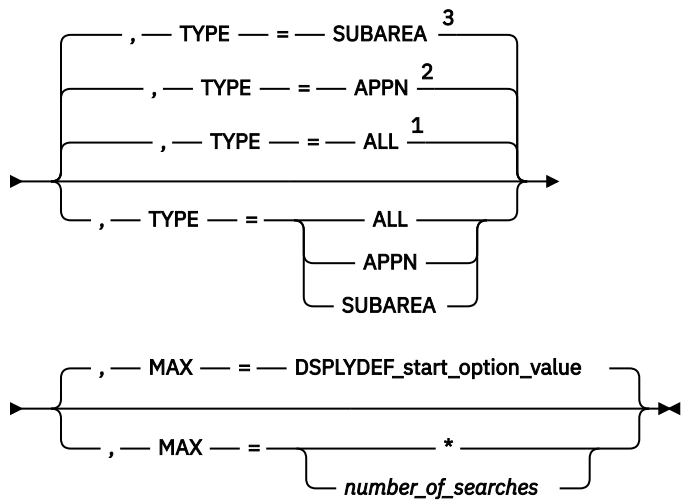 , TYPE = SUBAREA 3
, TYPE = APPN 2
, TYPE = ALL 1
, TYPE = ALL
APPN
SUBAREA
, MAX = DSPLYDEF_start_option_value
, MAX = *
number_of_searches